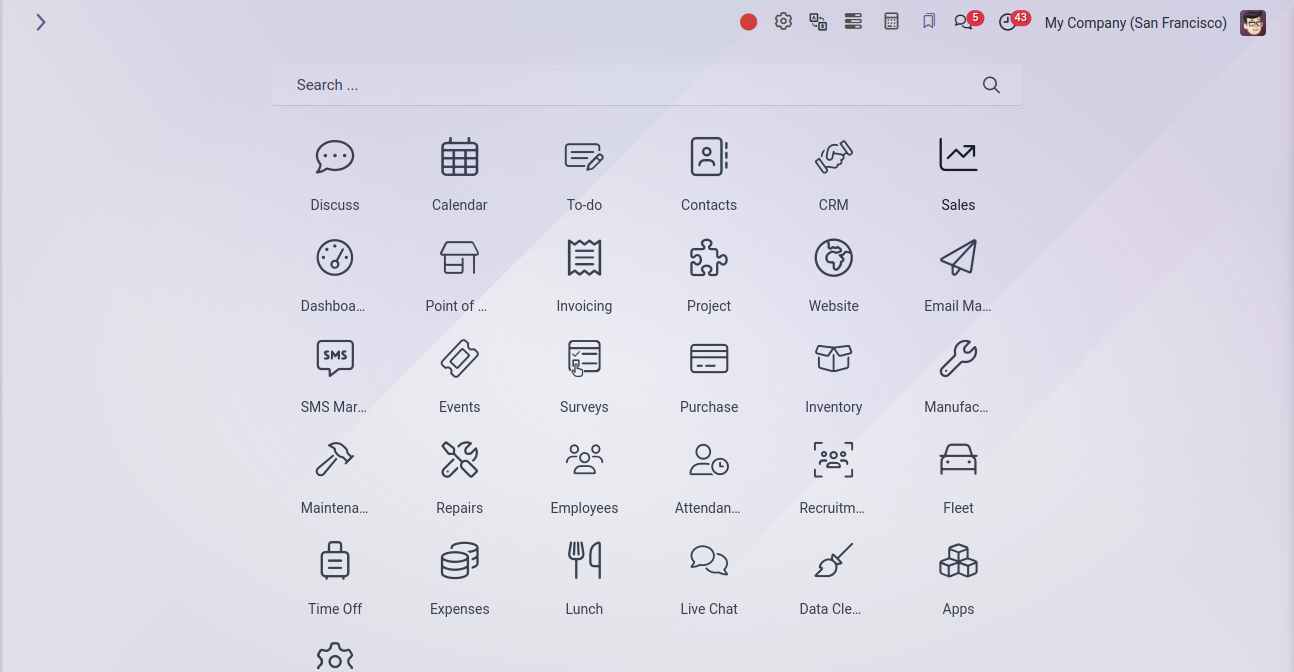 5 43 My Company (San Francisco)
Search ...
Discuss Calendar To-do Contacts CRM Sales
Dashboa... Point of ... Invoicing Project Website Email Ma...
SMS
SMS Mar... Events Surveys Purchase Inventory Manufac...
Maintena... Repairs Employees Attendan... Recruitm... Fleet
Time Off Expenses Lunch Live Chat Data Cle... Apps